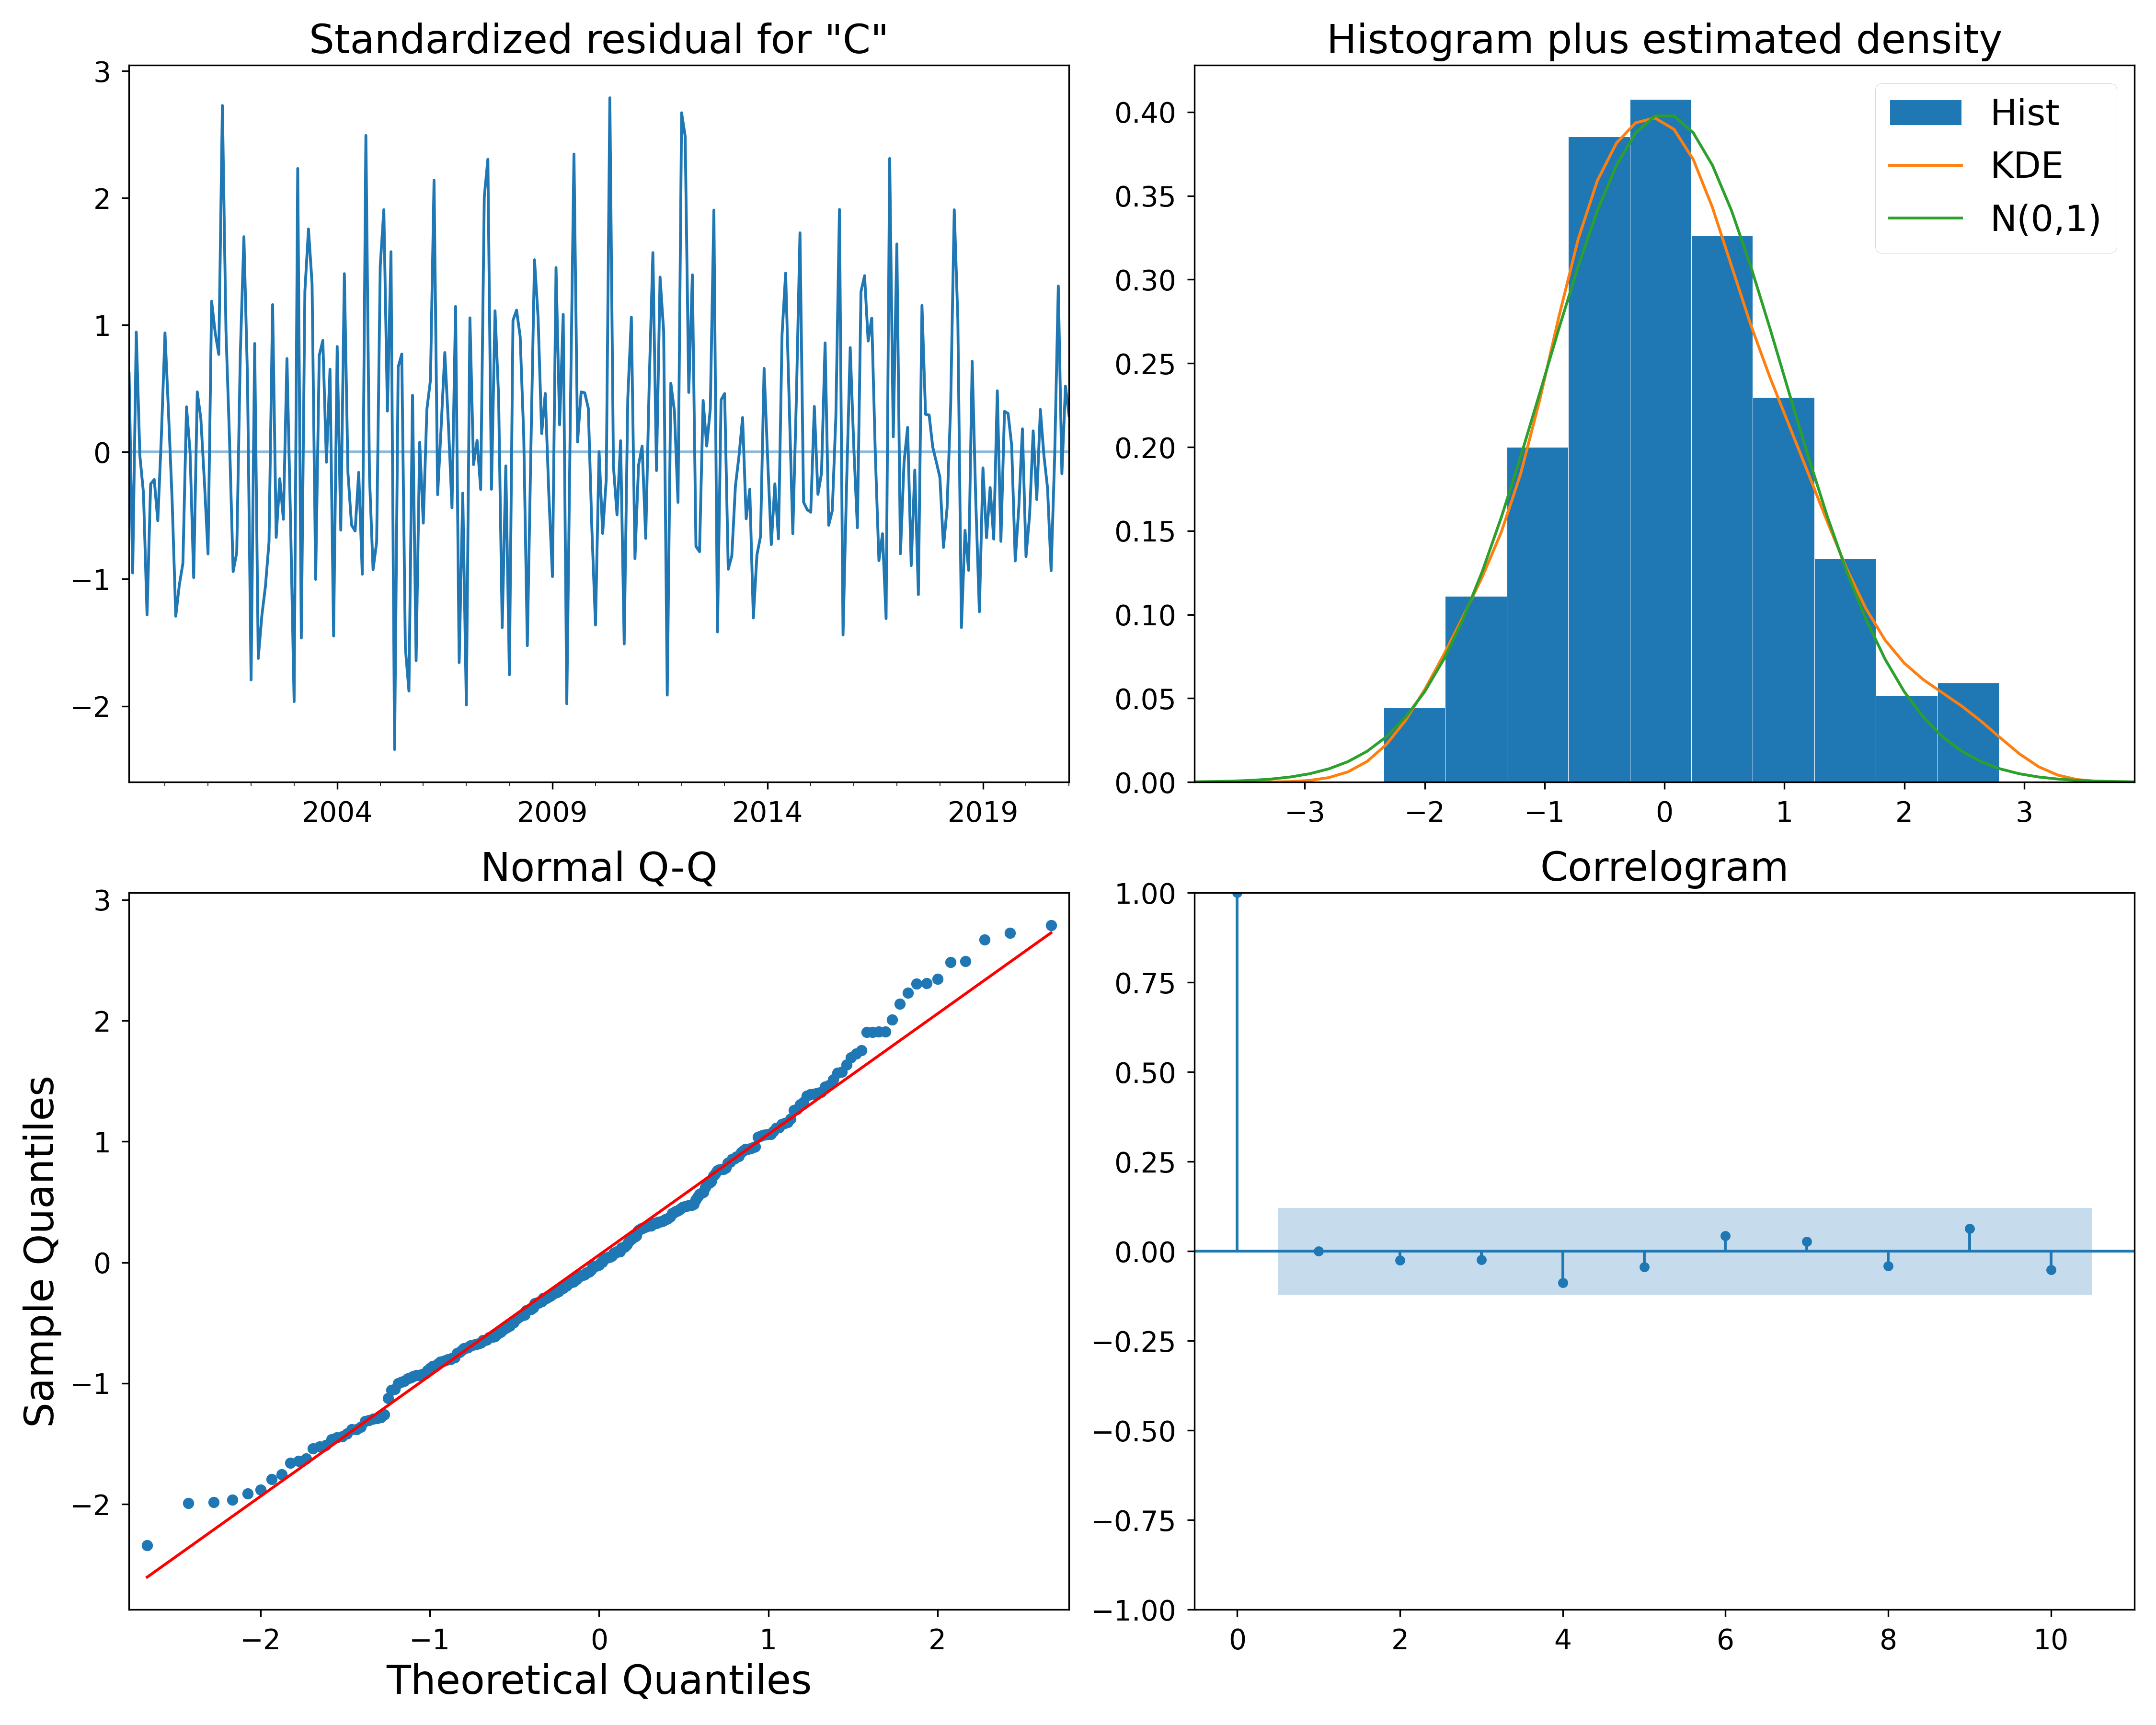 Standardized residual for "C"
3
2
1
0
−1
−2
2004 2009 2014 2019
Histogram plus estimated density
0.40
0.35
0.30
0.25
0.20
0.15
0.10
0.05
0.00
−3 −2 −1 0 1 2 3
Hist
KDE
N(0,1)
Normal Q-Q
Sample Quantiles
3
2
1
0
−1
−2
−2 −1 0 1 2
Theoretical Quantiles
Correlogram
1.00
0.75
0.50
0.25
0.00
−0.25
−0.50
−0.75
−1.00
0 2 4 6 8 10